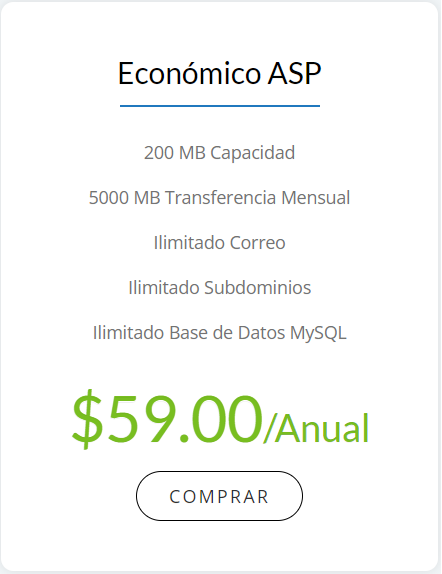 Económico ASP
200 MB Capacidad
5000 MB Transferencia Mensual
Ilimitado Correo
Ilimitado Subdominios
Ilimitado Base de Datos MySQL
$59.00/Anual
COMPRAR